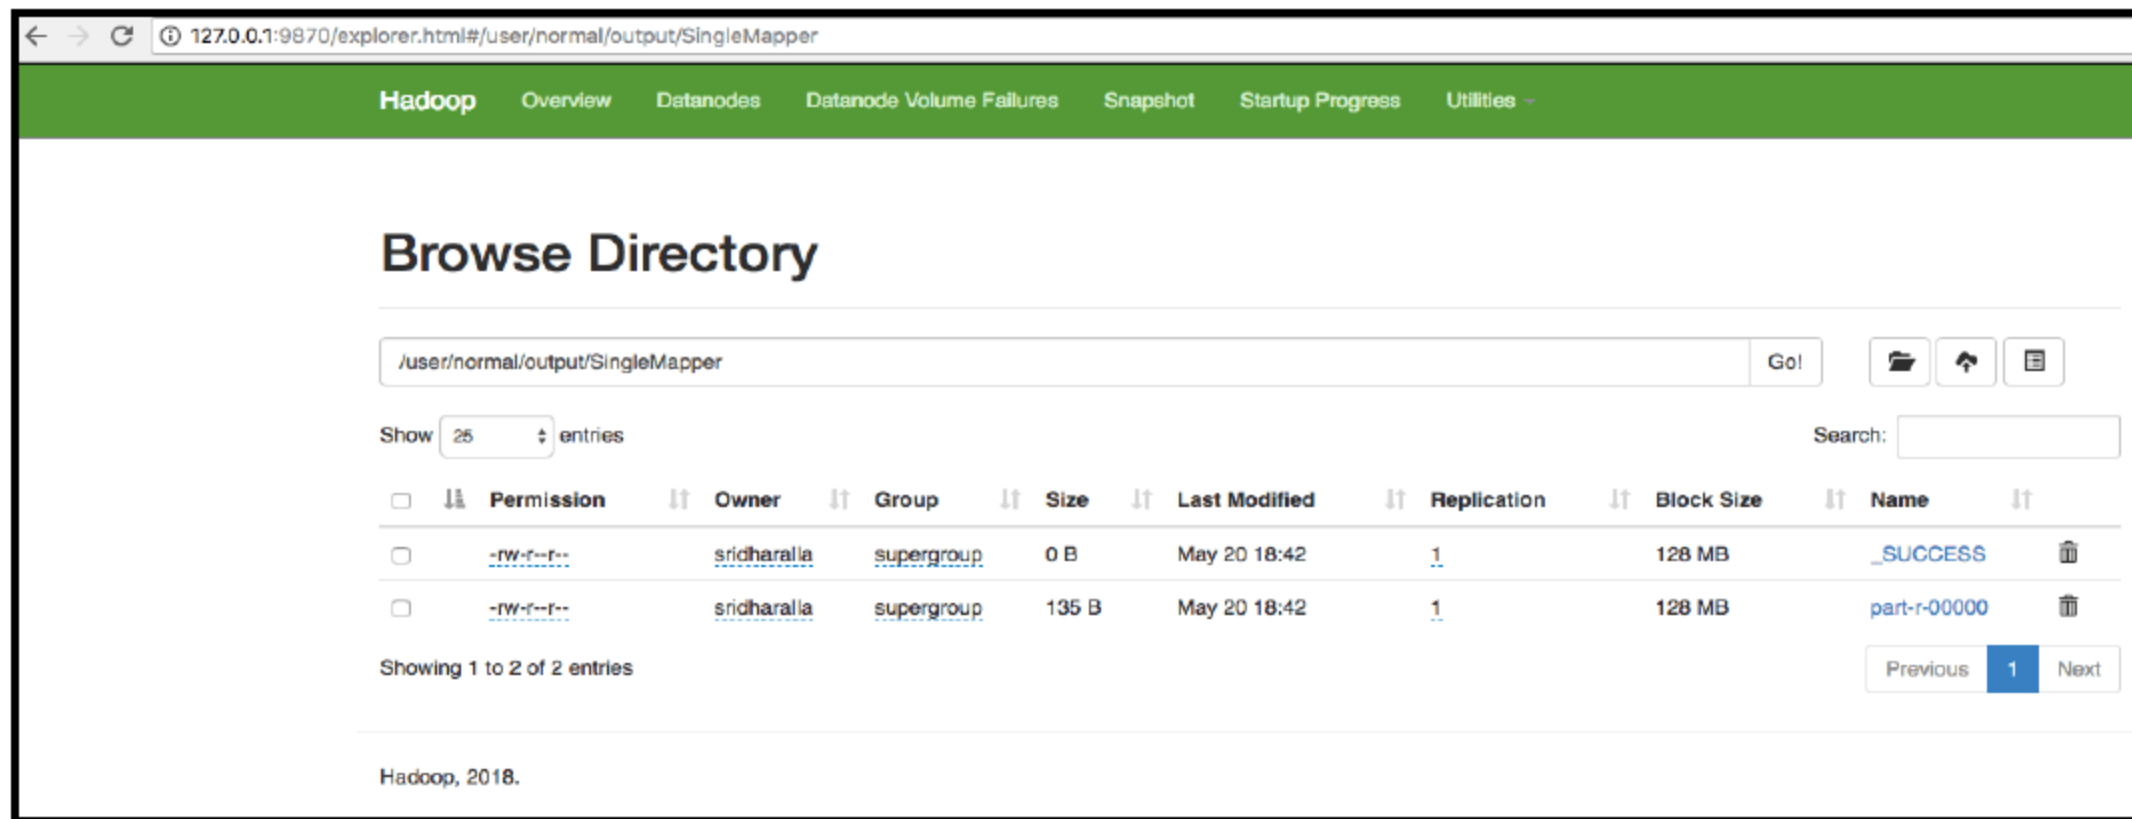 127.0.0.1:9870/explorer.html#/user/normal/output/SingleMapper
Hadoop Overview Datanodes Datanode Volume Failures Snapshot Startup Progress Utilities
Browse Directory
/user/normal/output/SingleMapper Go!
Show 25 entries Search:
Permission Owner Group Size Last Modified Replication Block Size Name
-rw-r--r-- sridharalla supergroup 0 B May 20 18:42 1 128 MB _SUCCESS
-rw-r--r-- sridharalla supergroup 135 B May 20 18:42 1 128 MB part-r-00000
Showing 1 to 2 of 2 entries Previous 1 Next
Hadoop, 2018.